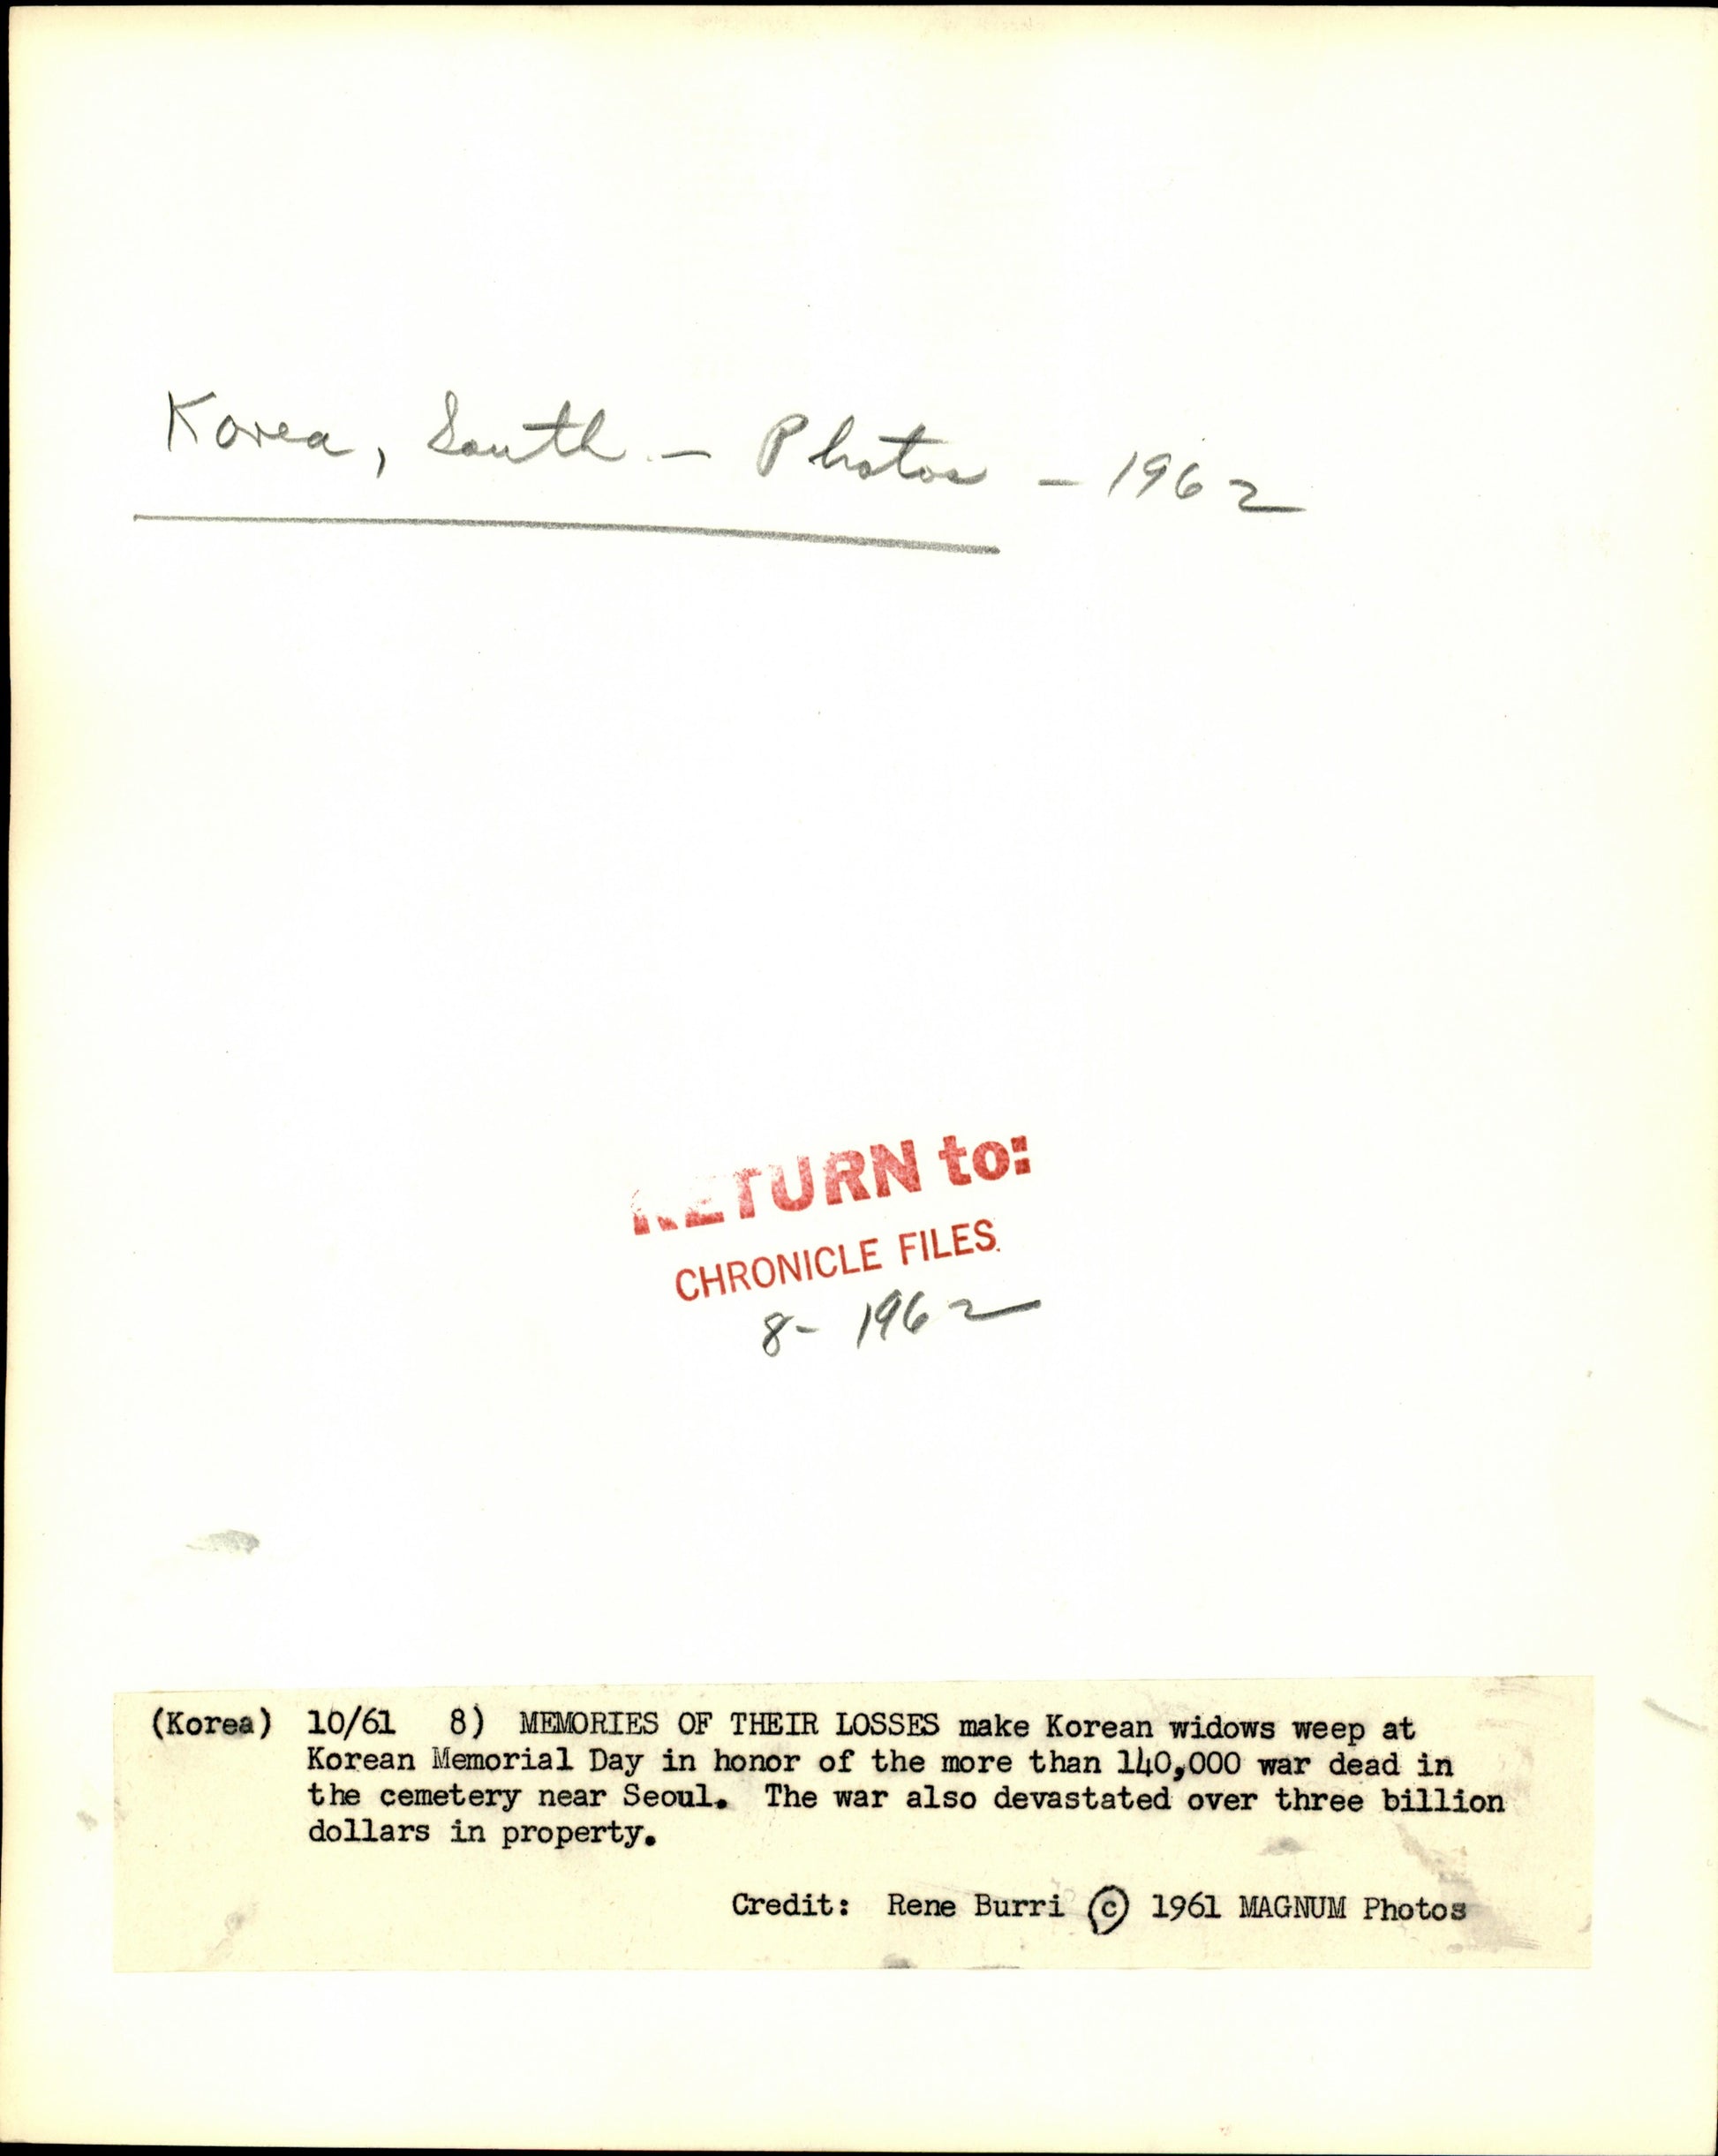 Korea, South - Photos - 1962
RETURN to:
CHRONICLE FILES.
8- 1962
(Korea) 10/61 8) MEMORIES OF THEIR LOSSES make Korean widows weep at
Korean Memorial Day in honor of the more than 140,000 war dead in
the cemetery near Seoul. The war also devastated over three billion
dollars in property.
Credit: Rene Burri © 1961 MAGNUM Photos